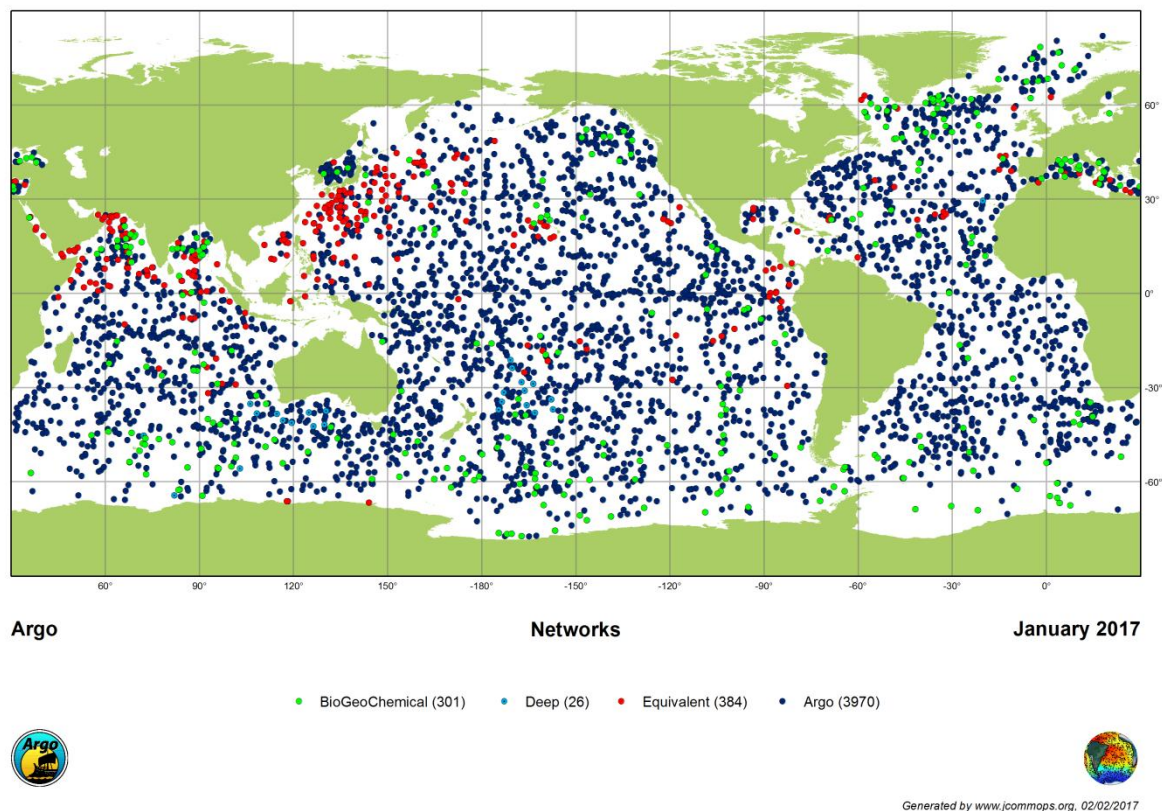 60°
30°
0°
-30°
-60°
60° 90° 120° 150° -180° -150° -120° -90° -60° -30° 0°
Argo Networks January 2017
BioGeoChemical (301) Deep (26) Equivalent (384) Argo (3970)
Argo
Generated by www.jcommops.org, 02/02/2017